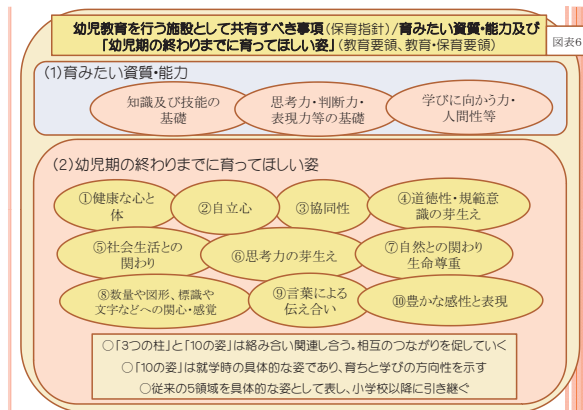 幼児教育を行う施設として共有すべき事項(保育指針)/育みたい資質・能力及び
「幼児期の終わりまでに育ってほしい姿」(教育要領、教育・保育要領)
図表6
(1)育みたい資質・能力
知識及び技能の
基礎
思考力・判断力・
表現力等の基礎
学びに向かう力・
人間性等
(2)幼児期の終わりまでに育ってほしい姿
①健康な心と
体
②自立心
③協同性
④道徳性・規範意
識の芽生え
⑤社会生活との
関わり
⑥思考力の芽生え
⑦自然との関わり
生命尊重
⑧数量や図形、標識や
文字などへの関心・感覚
⑨言葉による
伝え合い
⑩豊かな感性と表現
○「3つの柱」と「10の姿」は絡み合い関連し合う。相互のつながりを促していく
○「10の姿」は就学時の具体的な姿であり、育ちと学びの方向性を示す
○従来の5領域を具体的な姿として表し、小学校以降に引き継ぐ